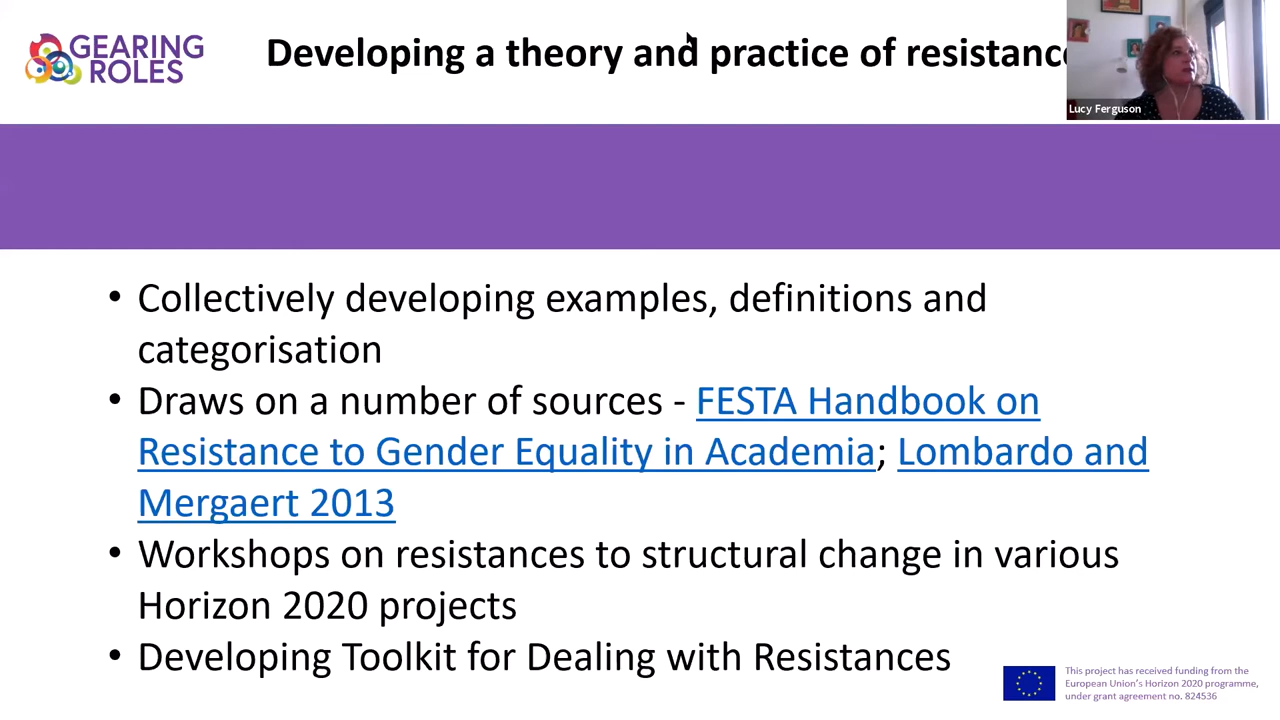 GEARING
ROLES
Developing a theory and practice of resistance
Lucy Ferguson
• Collectively developing examples, definitions and
categorisation
• Draws on a number of sources - FESTA Handbook on
Resistance to Gender Equality in Academia; Lombardo and
Mergaert 2013
• Workshops on resistances to structural change in various
Horizon 2020 projects
• Developing Toolkit for Dealing with Resistances
This project has received funding from the
European Union's Horizon 2020 programme,
under grant agreement no. 824536